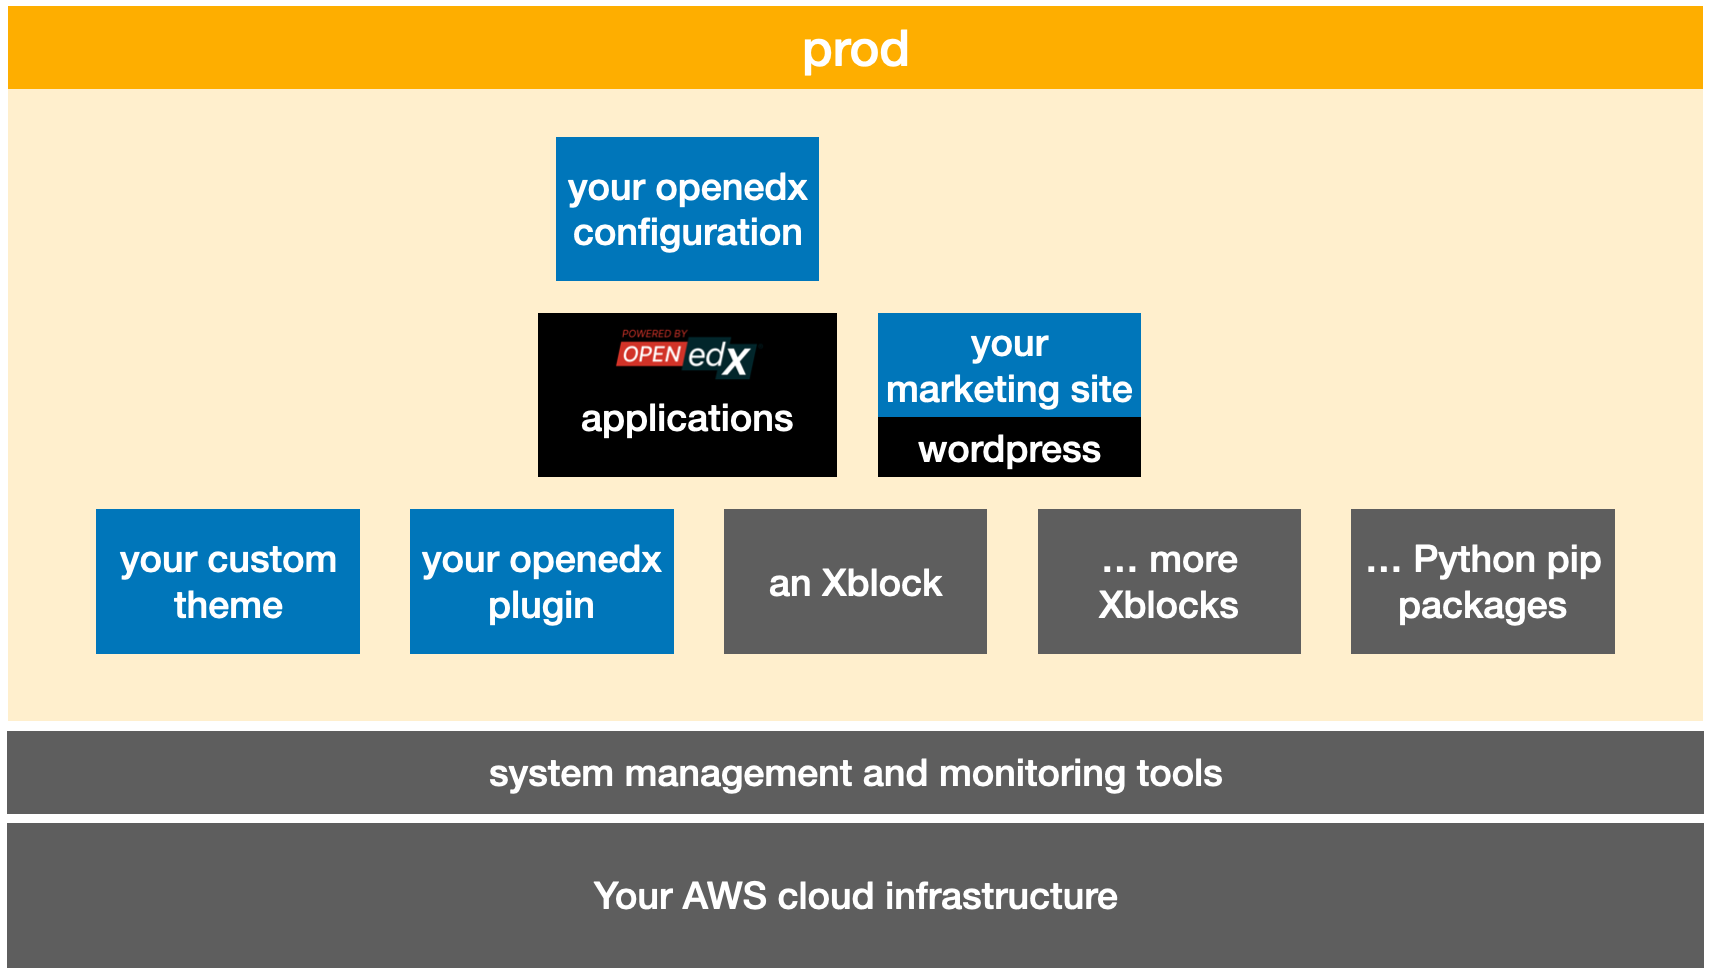 prod
your openedx
configuration
POWERED BY
OPEN edX
applications
your
marketing site
wordpress
your custom
theme
your openedx
plugin
an Xblock
... more
Xblocks
... Python pip
packages
system management and monitoring tools
Your AWS cloud infrastructure